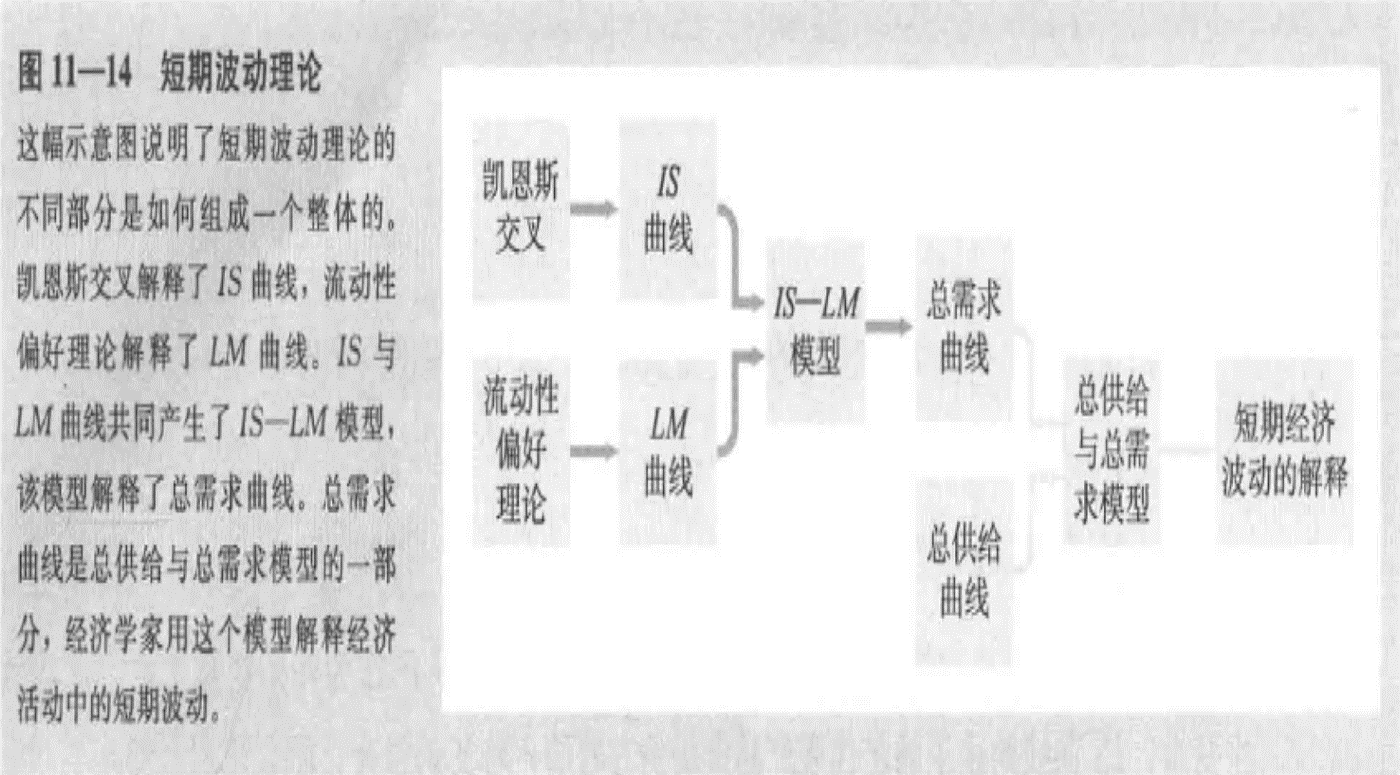 图 11—14 短期波动理论
这幅示意图说明了短期波动理论的
不同部分是如何组成一个整体的。
凯恩斯交叉解释了 IS 曲线，流动性
偏好理论解释了 LM 曲线。IS 与
LM 曲线共同产生了 IS—LM 模型，
该模型解释了总需求曲线。总需求
曲线是总供给与总需求模型的一部
分，经济学家用这个模型解释经济
活动中的短期波动。
凯恩斯
交叉
IS
曲线
流动性
偏好
理论
LM
曲线
IS—LM
模型
总需求
曲线
总供给
曲线
总供给
与总需
求模型
短期经济
波动的解释